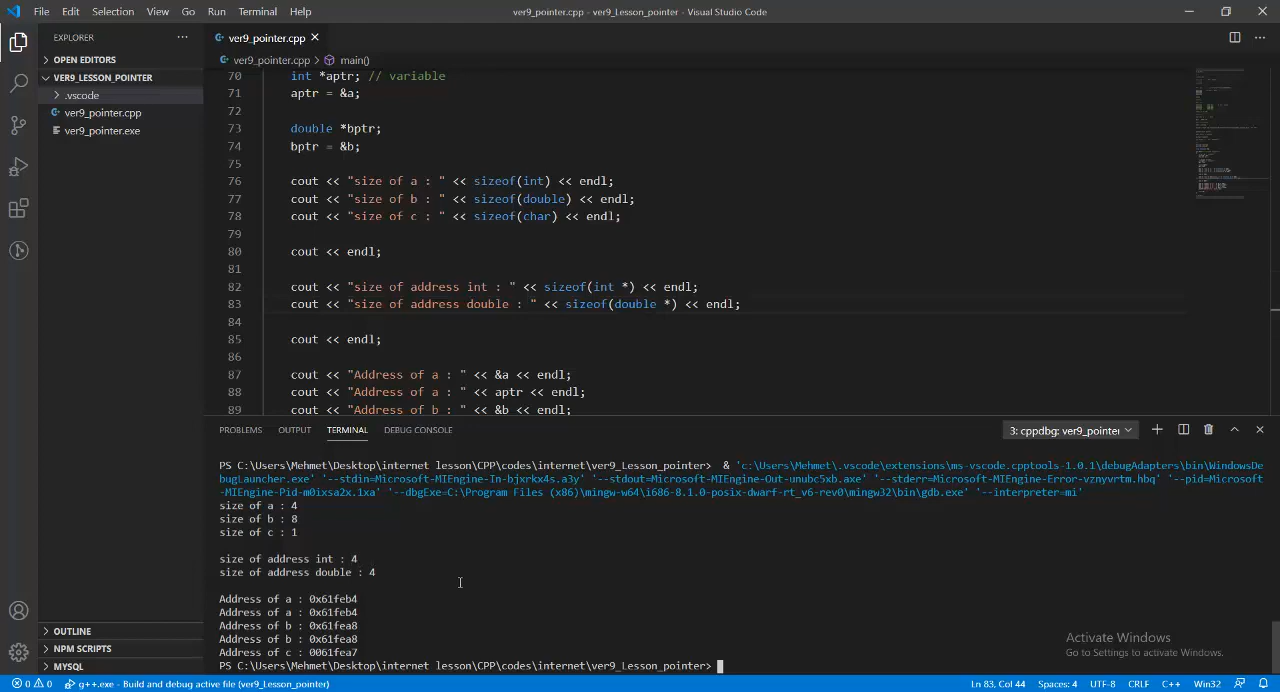 File Edit Selection View Go Run Terminal Help
ver9_pointer.cpp - ver9_Lesson_pointer - Visual Studio Code
EXPLORER
OPEN EDITORS
VER9_LESSON_POINTER
.vscode
ver9_pointer.cpp
ver9_pointer.exe
OUTLINE
NPM SCRIPTS
MYSQL
ver9_pointer.cpp
ver9_pointer.cpp > main()
70 int *aptr; // variable
71 aptr = &a;
72
73 double *bptr;
74 bptr = &b;
75
76 cout << "size of a : " << sizeof(int) << endl;
77 cout << "size of b : " << sizeof(double) << endl;
78 cout << "size of c : " << sizeof(char) << endl;
79
80 cout << endl;
81
82 cout << "size of address int : " << sizeof(int *) << endl;
83 cout << "size of address double : " << sizeof(double *) << endl;
84
85 cout << endl;
86
87 cout << "Address of a : " << &a << endl;
88 cout << "Address of a : " << aptr << endl;
89 cout << "Address of b : " << &b << endl;
PROBLEMS OUTPUT TERMINAL DEBUG CONSOLE
3: cppdbg: ver9_pointer
PS C:\Users\Mehmet\Desktop\internet lesson\CPP\codes\internet\ver9_Lesson_pointer> & 'c:\Users\Mehmet\.vscode\extensions\ms-vscode.cpptools-1.0.1\debugAdapters\bin\WindowsDe
bugLauncher.exe' '--stdin=Microsoft-MIEngine-In-bjxrkx4s.a3y' '--stdout=Microsoft-MIEngine-Out-unubc5xb.axe' '--stderr=Microsoft-MIEngine-Error-vznyvrtm.hbq' '--pid=Microsoft
-MIEngine-Pid-m0ixsa2x.1xa' '--dbgExe=C:\Program Files (x86)\mingw-w64\i686-8.1.0-posix-dwarf-rt_v6-rev0\mingw32\bin\gdb.exe' '--interpreter=mi'
size of a : 4
size of b : 8
size of c : 1
size of address int : 4
size of address double : 4
Address of a : 0x61feb4
Address of a : 0x61feb4
Address of b : 0x61fea8
Address of b : 0x61fea8
Address of c : 0061fea7
PS C:\Users\Mehmet\Desktop\internet lesson\CPP\codes\internet\ver9_Lesson_pointer>
Activate Windows
Go to Settings to activate Windows.
0 0 g++.exe - Build and debug active file (ver9_Lesson_pointer)
Ln 83, Col 44 Spaces: 4 UTF-8 CRLF C++ Win32